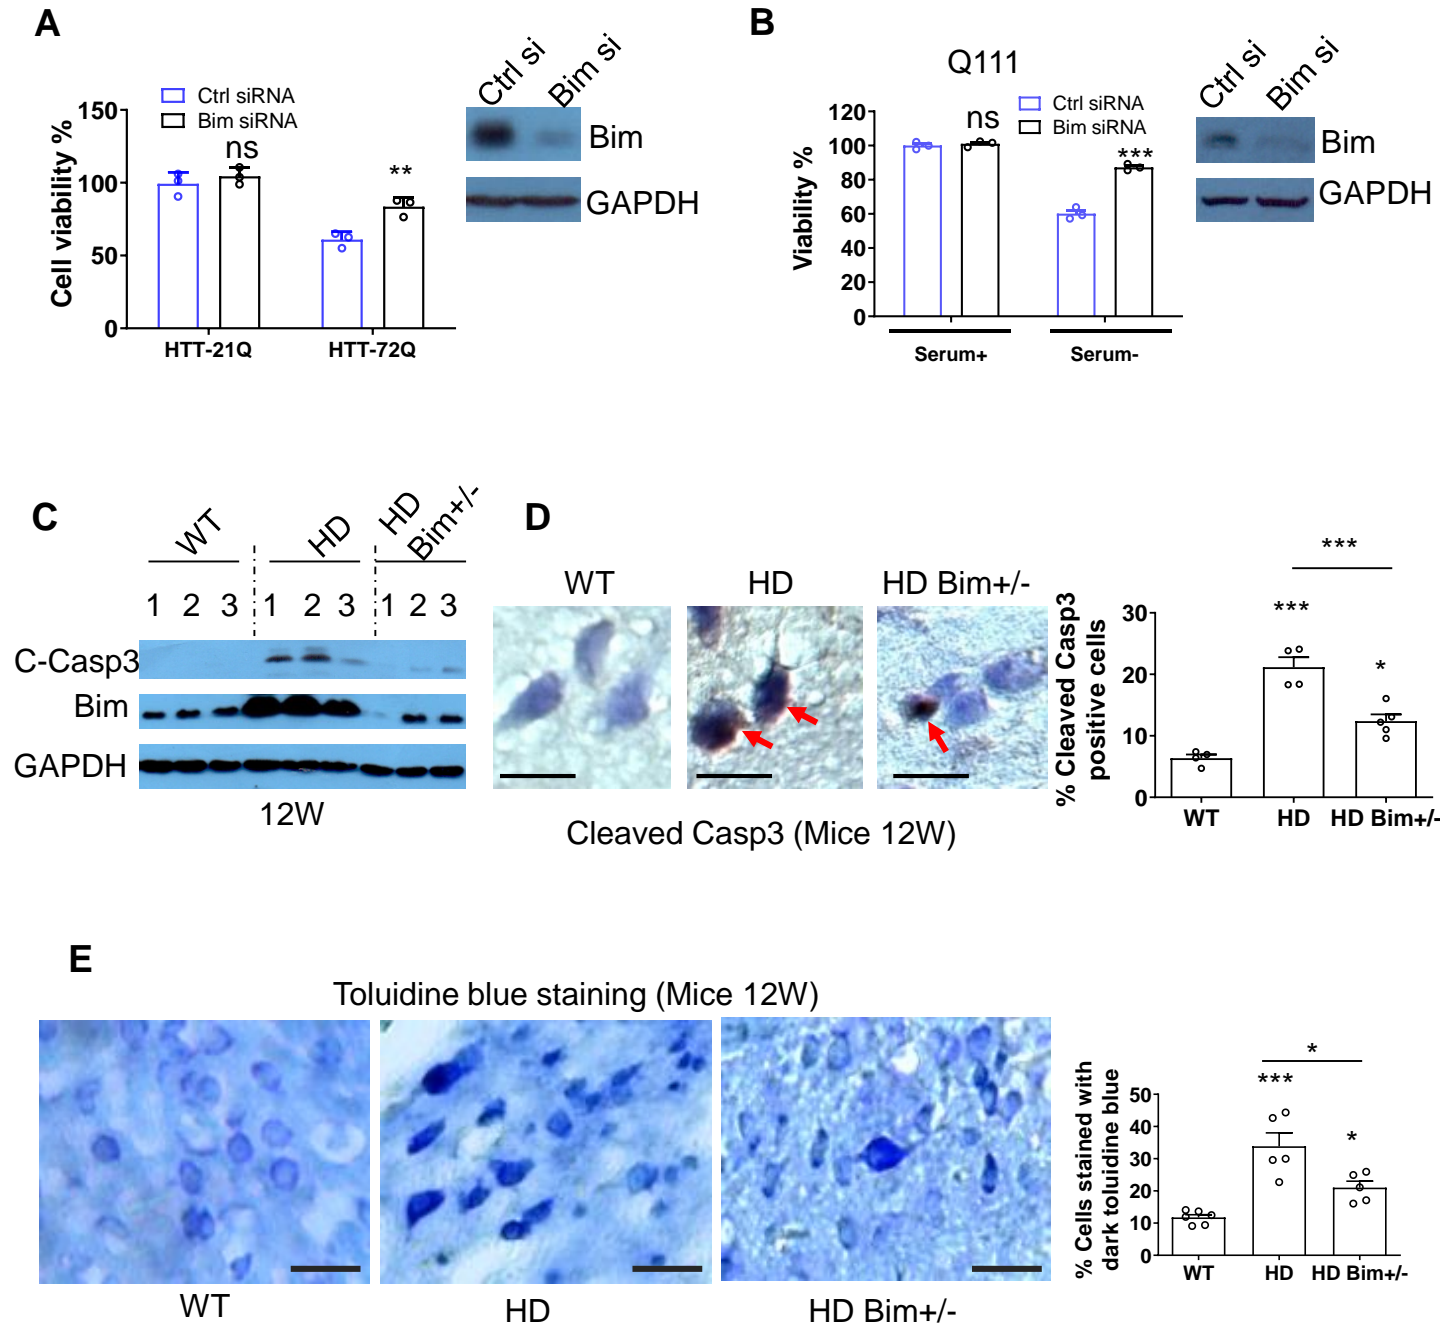 A
Ctrl siRNA
Bim siRNA
Cell viability %
150
100
50
0
ns
**
HTT-21Q
HTT-72Q
Ctrl si
Bim si
Bim
GAPDH
B
Q111
Ctrl siRNA
Bim siRNA
Viability %
120
100
80
60
40
20
0
ns
***
Serum+
Serum-
Ctrl si
Bim si
Bim
GAPDH
C
WT
HD
HD
Bim+/-
1 2 3 1 2 3 1 2 3
C-Casp3
Bim
GAPDH
12W
D
WT
HD
HD Bim+/-
Cleaved Casp3 (Mice 12W)
% Cleaved Casp3
positive cells
30
20
10
0
***
***
*
WT
HD
HD Bim+/-
E
Toluidine blue staining (Mice 12W)
WT
HD
HD Bim+/-
% Cells stained with
dark toluidine blue
50
40
30
20
10
0
*
***
*
WT
HD
HD Bim+/-